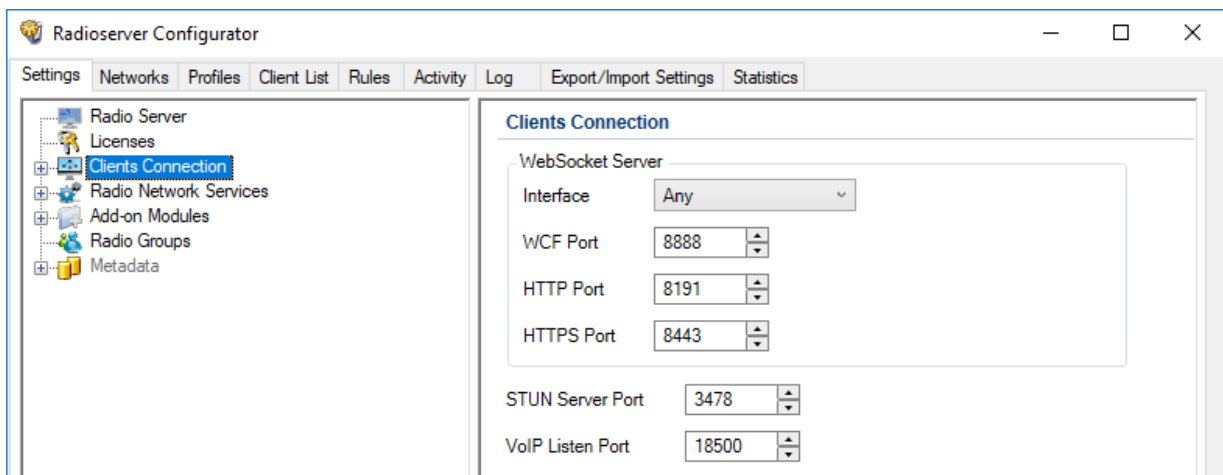 Radioserver Configurator
Settings Networks Profiles Client List Rules Activity Log Export/Import Settings Statistics
Radio Server
Licenses
Clients Connection
Radio Network Services
Add-on Modules
Radio Groups
Metadata
Clients Connection
WebSocket Server
Interface Any
WCF Port 8888
HTTP Port 8191
HTTPS Port 8443
STUN Server Port 3478
VoIP Listen Port 18500